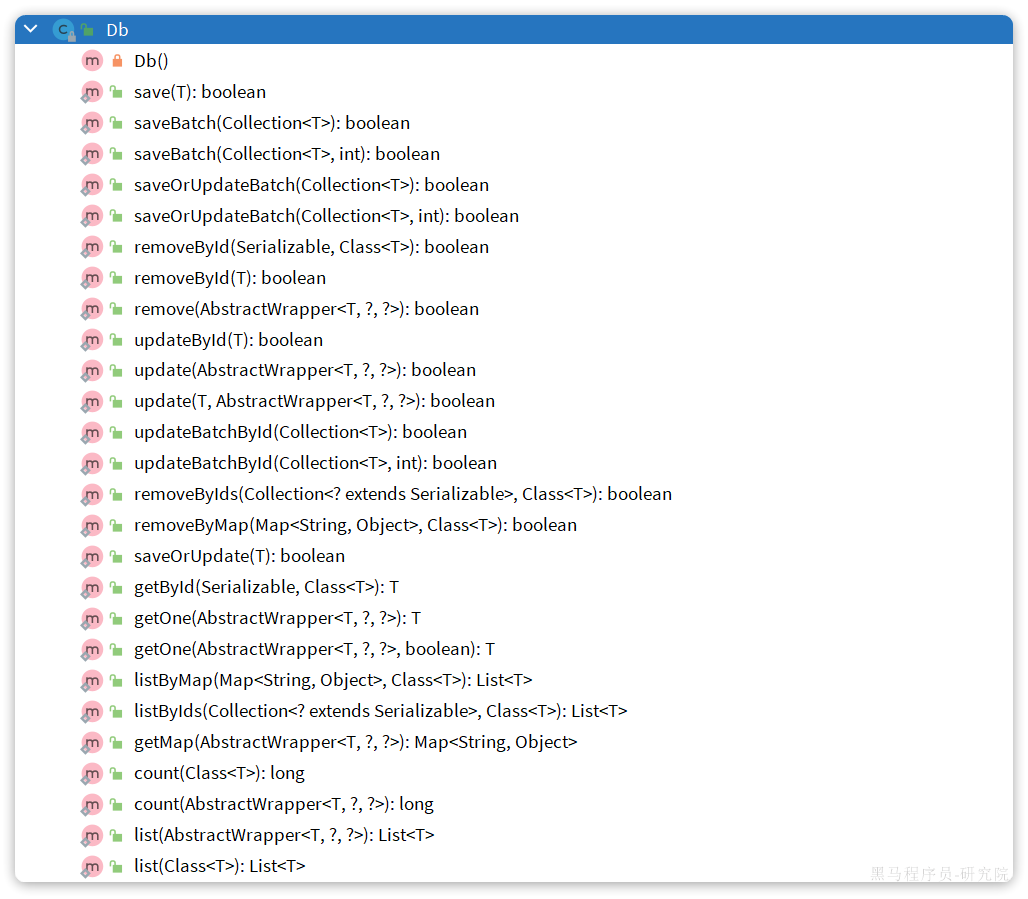 Db
Db()
save(T): boolean
saveBatch(Collection<T>): boolean
saveBatch(Collection<T>, int): boolean
saveOrUpdateBatch(Collection<T>): boolean
saveOrUpdateBatch(Collection<T>, int): boolean
removeById(Serializable, Class<T>): boolean
removeById(T): boolean
remove(AbstractWrapper<T, ?, ?>): boolean
updateById(T): boolean
update(AbstractWrapper<T, ?, ?>): boolean
update(T, AbstractWrapper<T, ?, ?>): boolean
updateBatchById(Collection<T>): boolean
updateBatchById(Collection<T>, int): boolean
removeByIds(Collection<? extends Serializable>, Class<T>): boolean
removeByMap(Map<String, Object>, Class<T>): boolean
saveOrUpdate(T): boolean
getById(Serializable, Class<T>): T
getOne(AbstractWrapper<T, ?, ?>): T
getOne(AbstractWrapper<T, ?, ?>, boolean): T
listByMap(Map<String, Object>, Class<T>): List<T>
listByIds(Collection<? extends Serializable>, Class<T>): List<T>
getMap(AbstractWrapper<T, ?, ?>): Map<String, Object>
count(Class<T>): long
count(AbstractWrapper<T, ?, ?>): long
list(AbstractWrapper<T, ?, ?>): List<T>
list(Class<T>): List<T>
黑马程序员-研究院